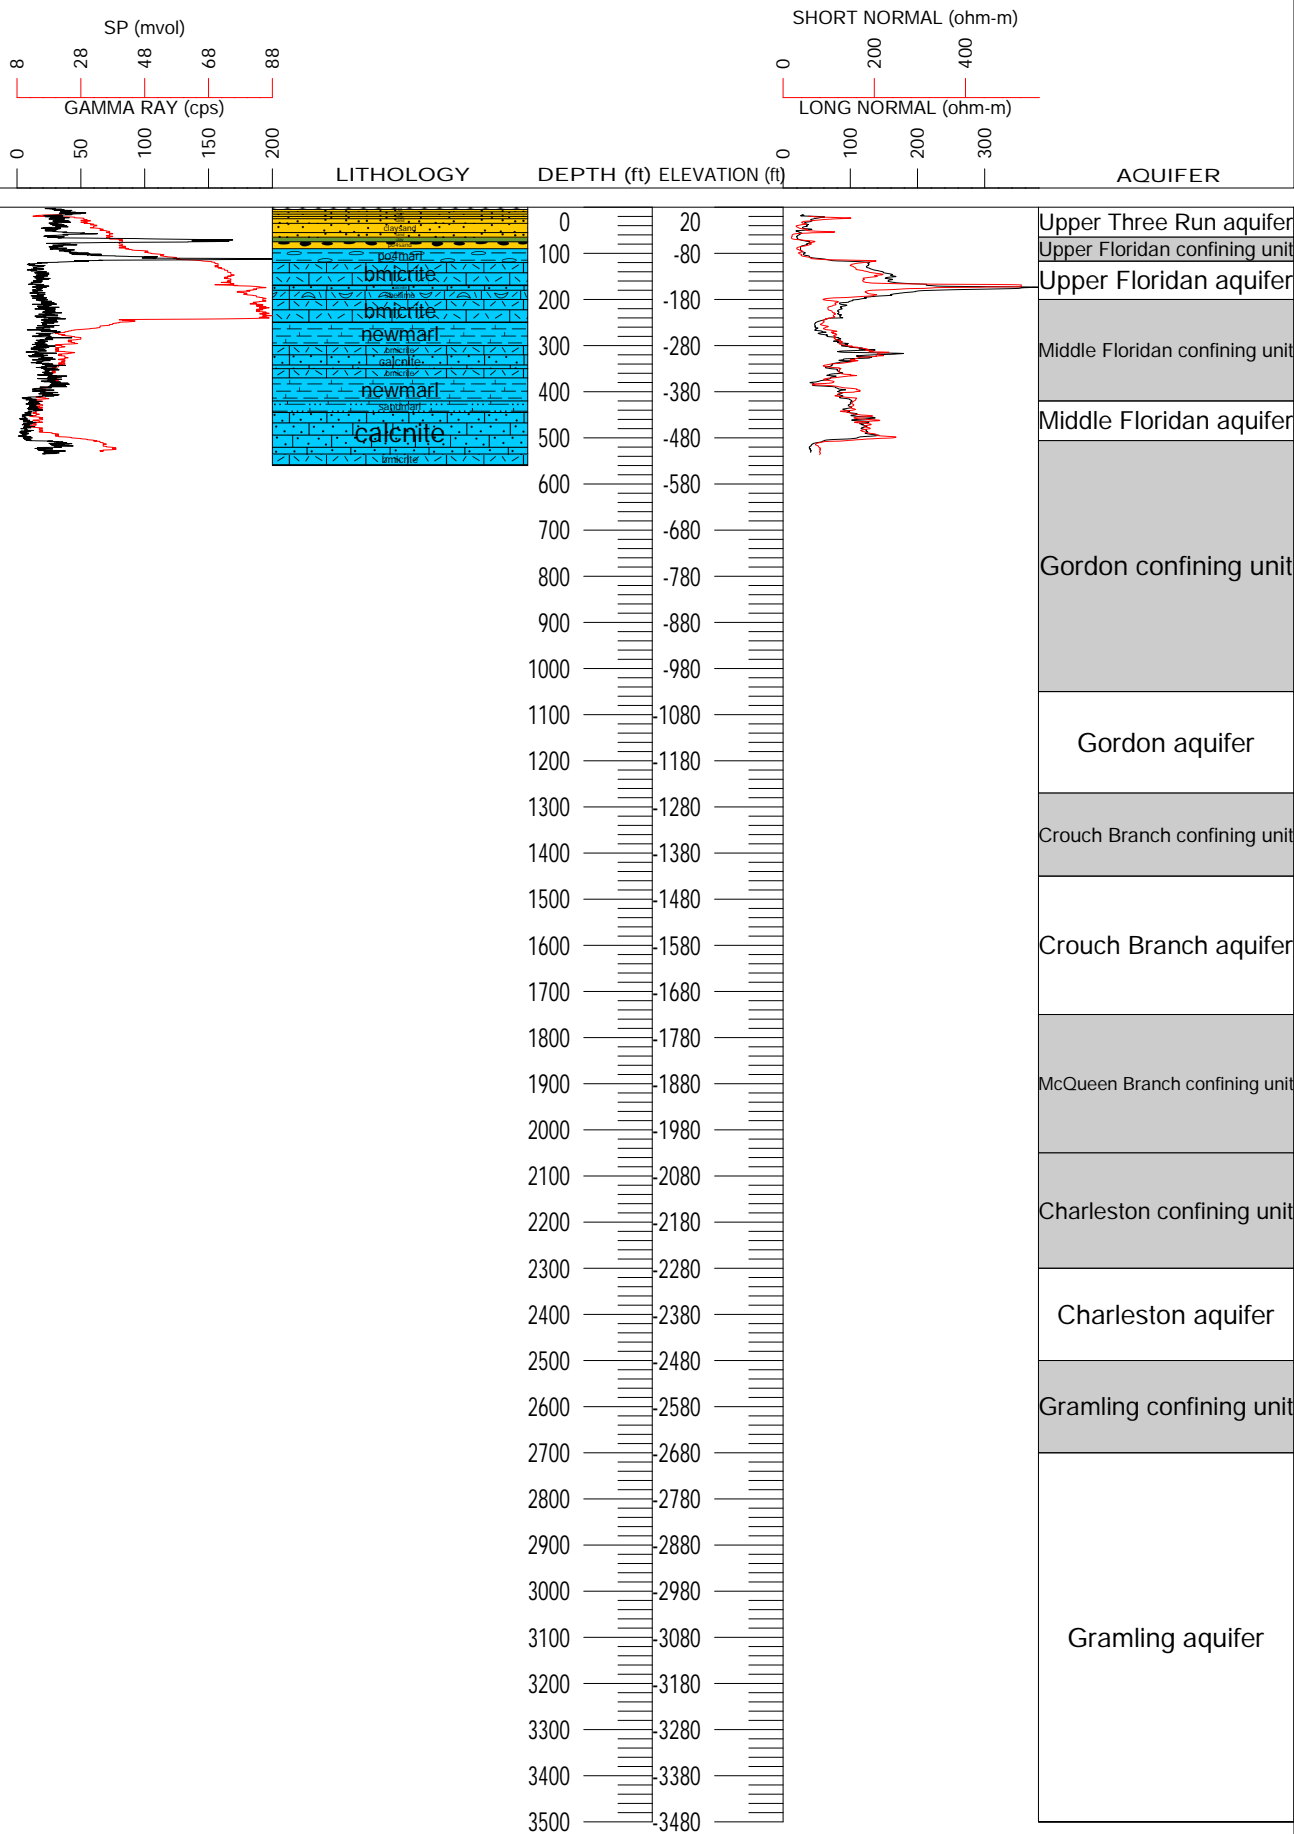 SHORT NORMAL (ohm-m)
SP (mvol)
8 28 48 68 88
0 200 400
GAMMA RAY (cps)
LONG NORMAL (ohm-m)
0 50 100 150 200
0 100 200 300
LITHOLOGY DEPTH (ft) ELEVATION (ft) AQUIFER
0 20 Upper Three Run aquifer
claysand
Upper Floridan confining unit
100 -80
po4marl
bmicrite
Upper Floridan aquifer
200 -180
bmicrite
newmarl
300 -280
bmicrite
Middle Floridan confining unit
calcnite
bmicrite
400 -380
newmarl
sandmarl
Middle Floridan aquifer
calcnite
500 -480
bmicrite
600 -580
700 -680
Gordon confining unit
800 -780
900 -880
1000 -980
1100 -1080
Gordon aquifer
1200 -1180
1300 -1280
Crouch Branch confining unit
1400 -1380
1500 -1480
1600 -1580
Crouch Branch aquifer
1700 -1680
1800 -1780
1900 -1880
McQueen Branch confining unit
2000 -1980
2100 -2080
2200 -2180
Charleston confining unit
2300 -2280
2400 -2380
Charleston aquifer
2500 -2480
2600 -2580
Gramling confining unit
2700 -2680
2800 -2780
2900 -2880
3000 -2980
3100 -3080
Gramling aquifer
3200 -3180
3300 -3280
3400 -3380
3500 -3480